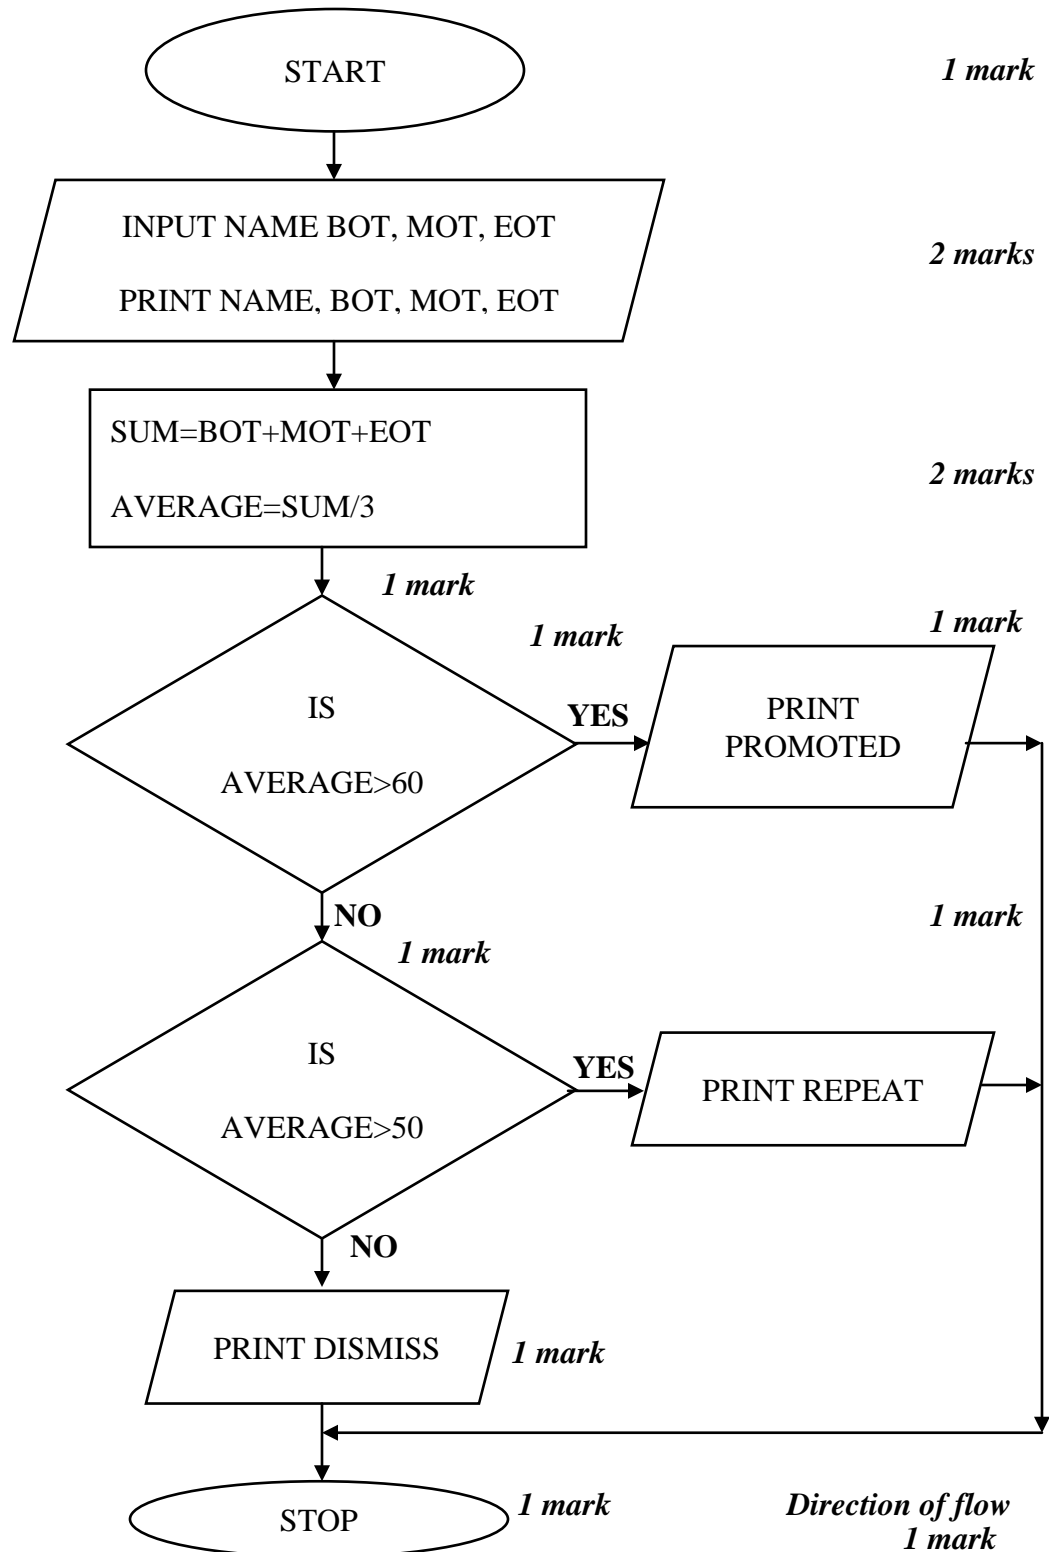 START
1 mark
INPUT NAME BOT, MOT, EOT
2 marks
PRINT NAME, BOT, MOT, EOT
SUM=BOT+MOT+EOT
2 marks
AVERAGE=SUM/3
1 mark
1 mark
1 mark
IS
AVERAGE>60
YES
PRINT
PROMOTED
NO
1 mark
1 mark
IS
AVERAGE>50
YES
PRINT REPEAT
NO
PRINT DISMISS
1 mark
STOP
1 mark
Direction of flow
1 mark